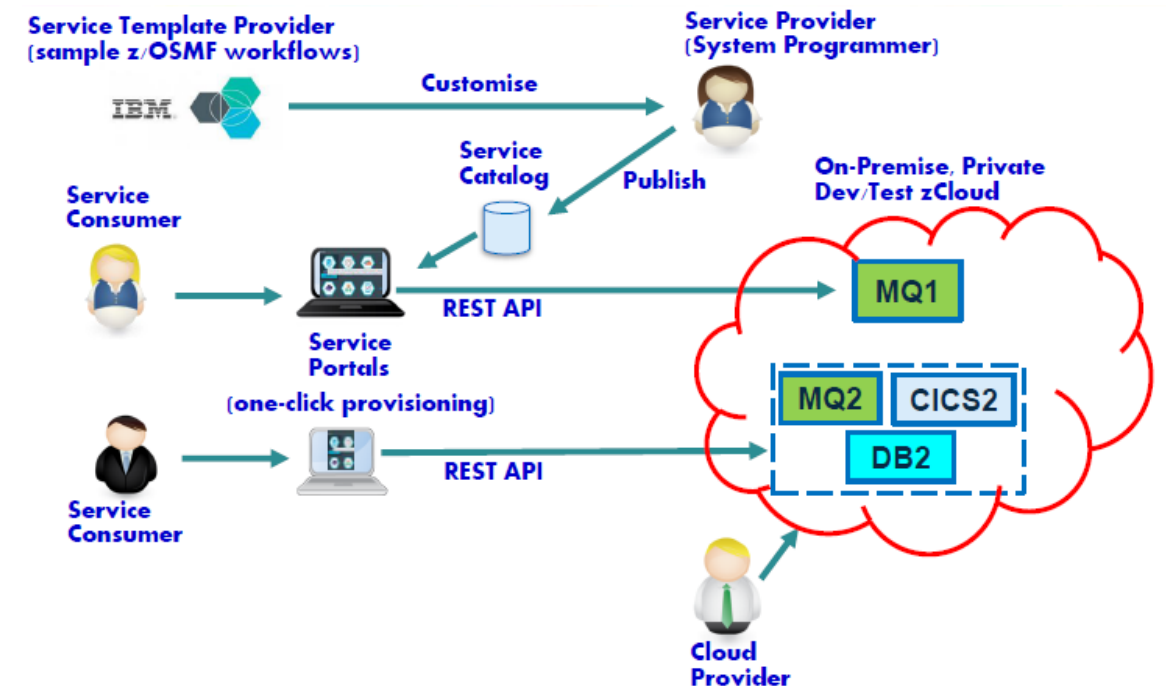 Service Template Provider
(sample z/OSMF workflows)
Service Provider
(System Programmer)
Customise
IBM.
Service
Catalog
Publish
On-Premise, Private
Dev/Test zCloud
Service
Consumer
MQ1
REST API
Service
Portals
(one-click provisioning)
MQ2
CICS2
DB2
REST API
Service
Consumer
Cloud
Provider